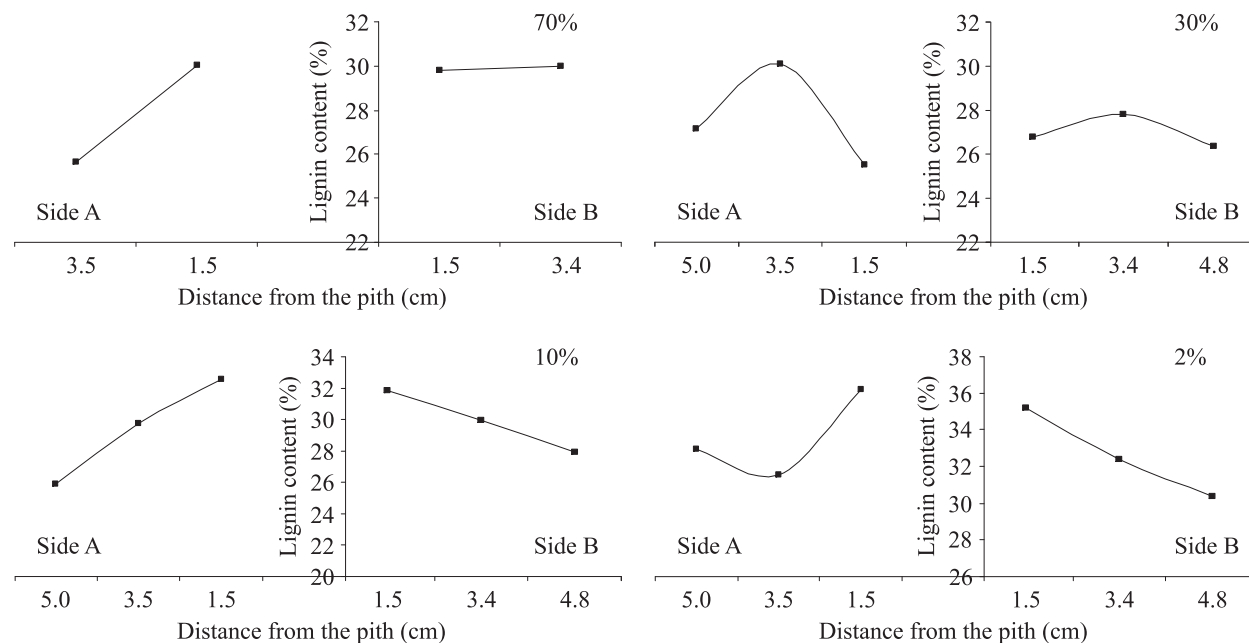 70%
Lignin content (%)
32
30
28
26
24
22
Side A
Side B
3.5 1.5 1.5 3.4
Distance from the pith (cm)
30%
Lignin content (%)
32
30
28
26
24
22
Side A
Side B
5.0 3.5 1.5 1.5 3.4 4.8
Distance from the pith (cm)
10%
Lignin content (%)
34
32
30
28
26
24
22
20
Side A
Side B
5.0 3.5 1.5 1.5 3.4 4.8
Distance from the pith (cm)
2%
Lignin content (%)
38
36
34
32
30
28
26
Side A
Side B
5.0 3.5 1.5 1.5 3.4 4.8
Distance from the pith (cm)